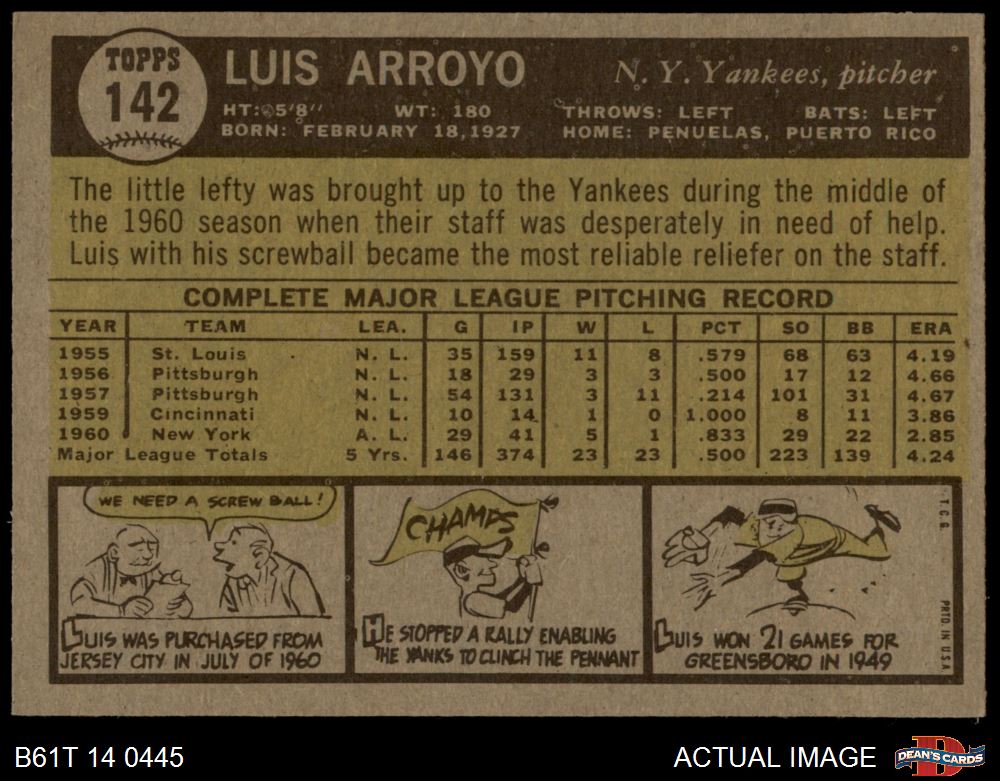 TOPPS
142
LUIS ARROYO
N. Y. Yankees, pitcher
HT: 5'8" WT: 180 THROWS: LEFT BATS: LEFT
BORN: FEBRUARY 18, 1927 HOME: PENUELAS, PUERTO RICO
The little lefty was brought up to the Yankees during the middle of
the 1960 season when their staff was desperately in need of help.
Luis with his screwball became the most reliable reliefer on the staff.
COMPLETE MAJOR LEAGUE PITCHING RECORD
YEAR TEAM LEA. G IP W L PCT SO BB ERA
1955 St. Louis N. L. 35 159 11 8 .579 68 63 4.19
1956 Pittsburgh N. L. 18 29 3 3 .500 17 12 4.66
1957 Pittsburgh N. L. 54 131 3 11 .214 101 31 4.67
1959 Cincinnati N. L. 10 14 1 0 1.000 8 11 3.86
1960 New York A. L. 29 41 5 1 .833 29 22 2.85
Major League Totals 5 Yrs. 146 374 23 23 .500 223 139 4.24
WE NEED A SCREW BALL!
LUIS WAS PURCHASED FROM
JERSEY CITY IN JULY OF 1960
CHAMPS
HE STOPPED A RALLY ENABLING
THE YANKS TO CLINCH THE PENNANT
LUIS WON 21 GAMES FOR
GREENSBORO IN 1949
T.C.G.
PRTD. IN U.S.A.
B61T 14 0445
ACTUAL IMAGE
D
DEAN'S CARDS